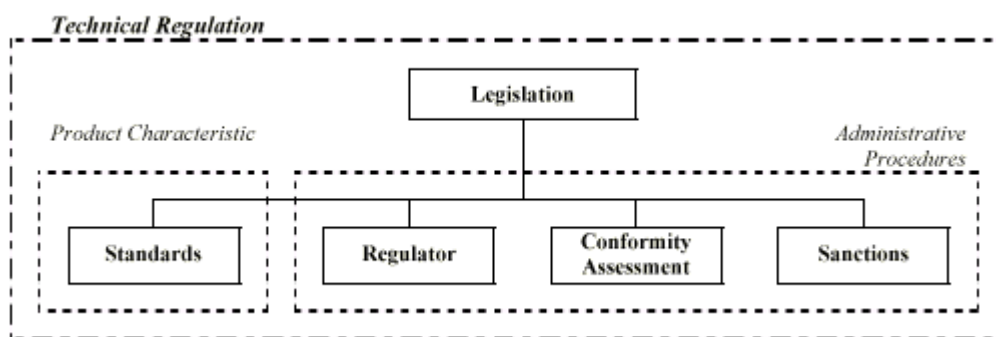 Technical Regulation
Legislation
Product Characteristic
Administrative
Procedures
Standards
Regulator
Conformity
Assessment
Sanctions